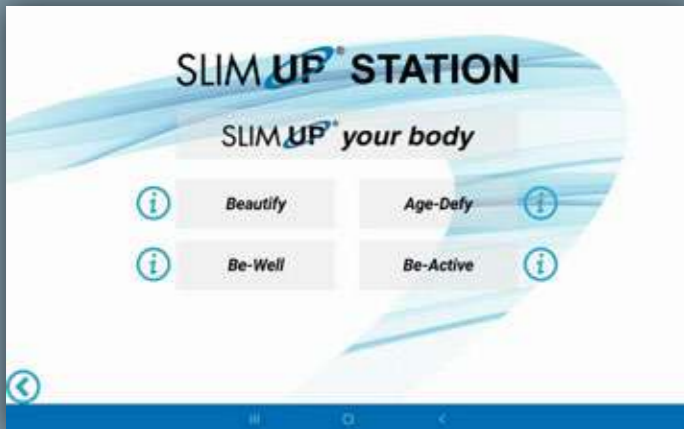 SLIM UP® STATION
SLIM UP® your body
Beautify Age-Defy
Be-Well Be-Active